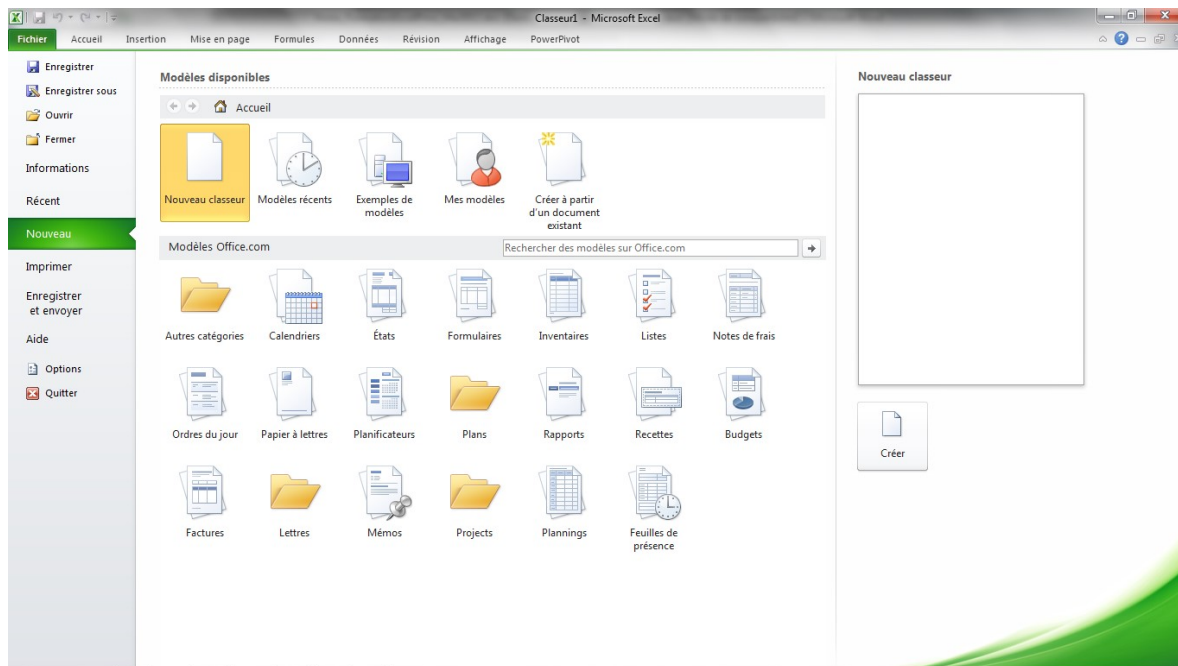 Classeur1 - Microsoft Excel
Fichier Accueil Insertion Mise en page Formules Données Révision Affichage PowerPivot
Enregistrer
Enregistrer sous
Ouvrir
Fermer
Informations
Récent
Nouveau
Imprimer
Enregistrer
et envoyer
Aide
Options
Quitter
Modèles disponibles
Accueil
Nouveau classeur Modèles récents Exemples de Mes modèles Créer à partir
modèles d'un document
existant
Modèles Office.com Rechercher des modèles sur Office.com
Autres catégories Calendriers États Formulaires Inventaires Listes Notes de frais
Ordres du jour Papier à lettres Planificateurs Plans Rapports Recettes Budgets
Factures Lettres Mémos Projects Plannings Feuilles de
présence
Nouveau classeur
Créer